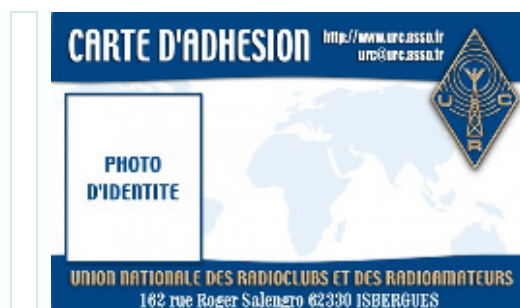 CARTE D'ADHESION
http://www.urc.asso.fr
urc@urc.asso.fr
U C
R
PHOTO
D'IDENTITE
UNION NATIONALE DES RADIOCLUBS ET DES RADIOAMATEURS
162 rue Roger Salengro 62330 ISBERGUES